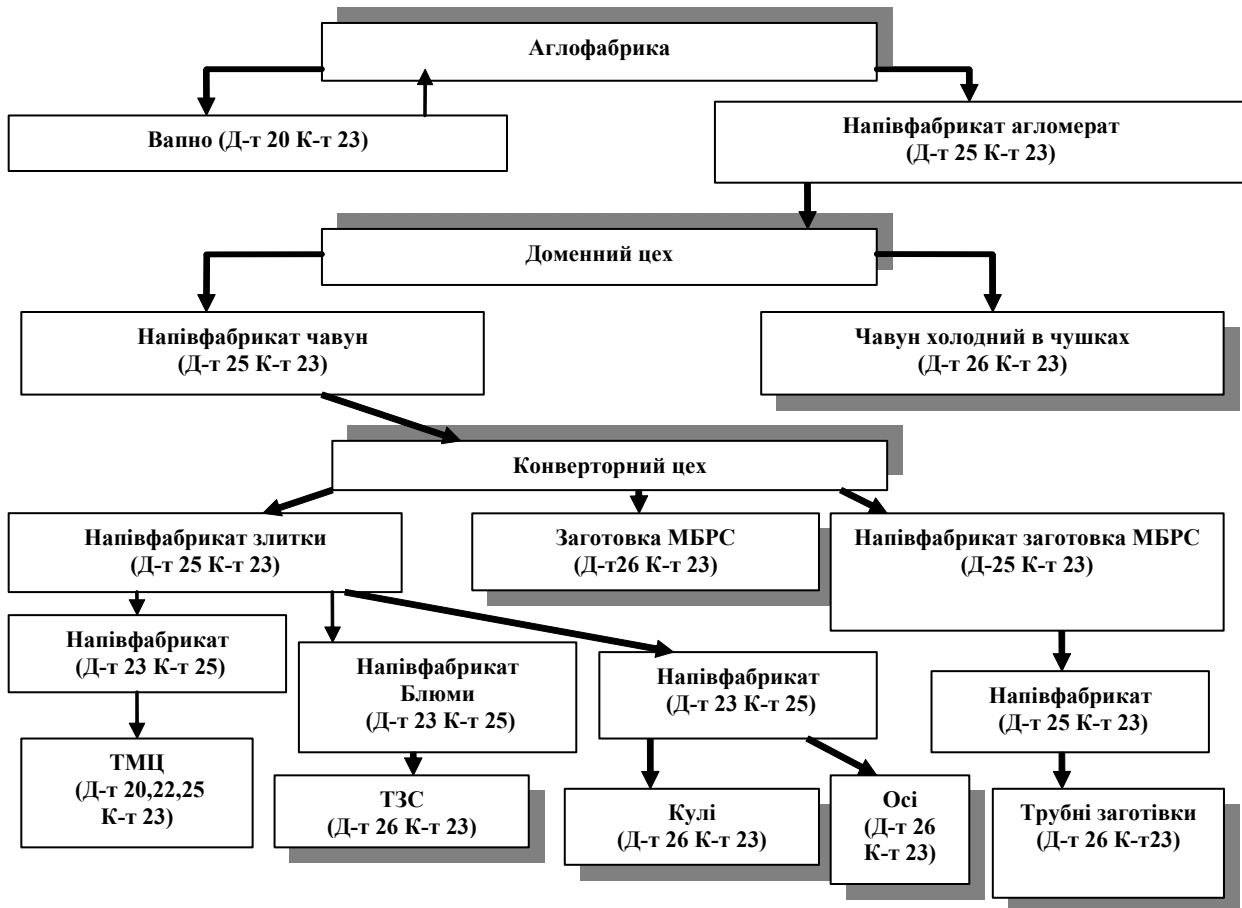 Аглофабрика
Вапно (Д-т 20 К-т 23)
Напівфабрикат агломерат
(Д-т 25 К-т 23)
Доменний цех
Напівфабрикат чавун
(Д-т 25 К-т 23)
Чавун холодний в чушках
(Д-т 26 К-т 23)
Конверторний цех
Напівфабрикат злитки
(Д-т 25 К-т 23)
Заготовка МБРС
(Д-т26 К-т 23)
Напівфабрикат заготовка МБРС
(Д-25 К-т 23)
Напівфабрикат
(Д-т 23 К-т 25)
Напівфабрикат
Блюми
(Д-т 23 К-т 25)
Напівфабрикат
(Д-т 23 К-т 25)
Напівфабрикат
(Д-т 25 К-т 23)
ТМЦ
(Д-т 20,22,25
К-т 23)
ТЗС
(Д-т 26 К-т 23)
Кулі
(Д-т 26 К-т 23)
Осі
(Д-т 26
К-т 23)
Трубні заготівки
(Д-т 26 К-т23)